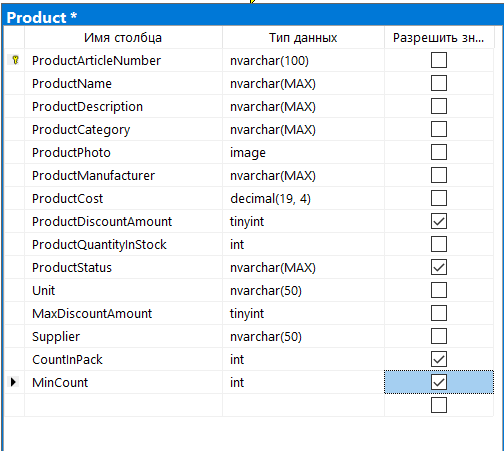 Product *
Имя столбца Тип данных Разрешить зн...
ProductArticleNumber nvarchar(100)
ProductName nvarchar(MAX)
ProductDescription nvarchar(MAX)
ProductCategory nvarchar(MAX)
ProductPhoto image
ProductManufacturer nvarchar(MAX)
ProductCost decimal(19, 4)
ProductDiscountAmount tinyint
ProductQuantityInStock int
ProductStatus nvarchar(MAX)
Unit nvarchar(50)
MaxDiscountAmount tinyint
Supplier nvarchar(50)
CountInPack int
MinCount int